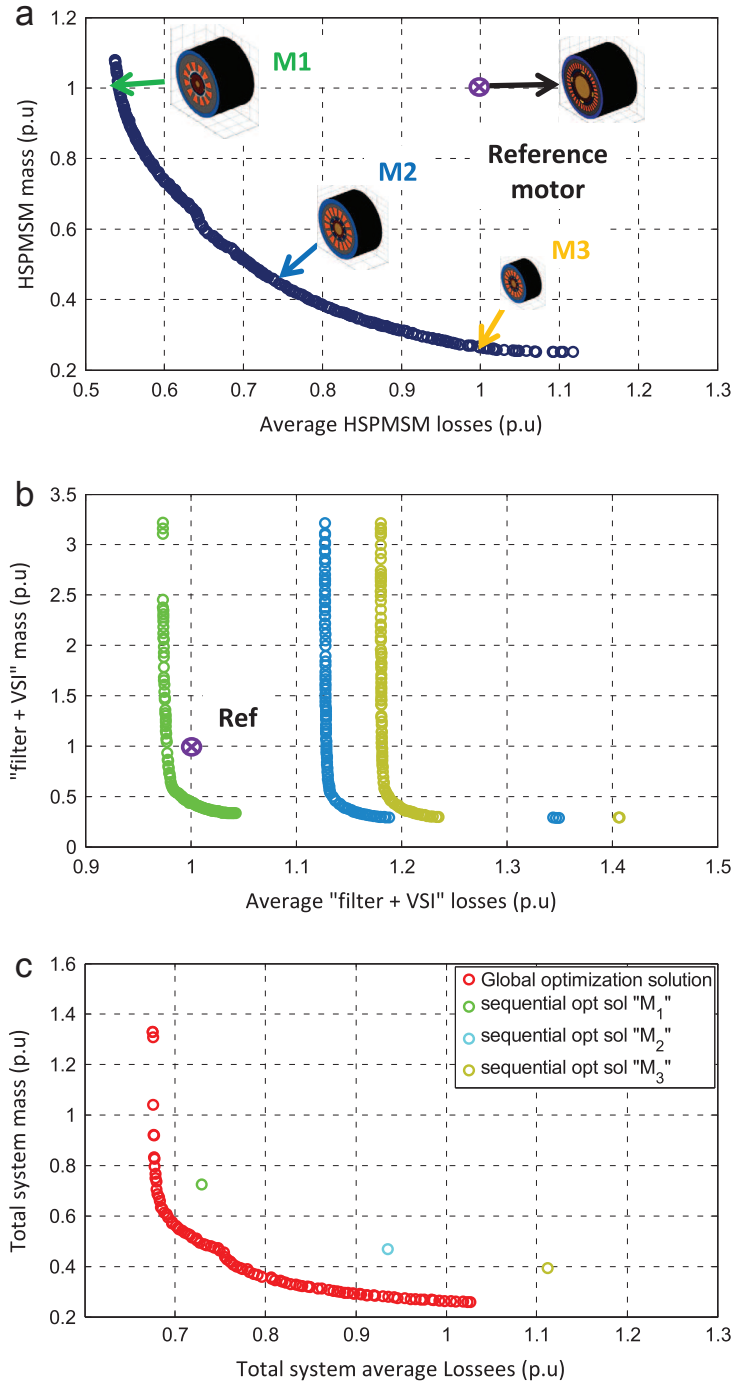 a
1.2
1
0.8
0.6
0.4
0.2
HSPMSM mass (p.u)
M1
M2
Reference
motor
M3
0.5 0.6 0.7 0.8 0.9 1 1.1 1.2 1.3
Average HSPMSM losses (p.u)
b
3.5
3
2.5
2
1.5
1
0.5
0
"filter + VSI" mass (p.u)
Ref
0.9 1 1.1 1.2 1.3 1.4 1.5
Average "filter + VSI" losses (p.u)
c
1.6
1.4
1.2
1
0.8
0.6
0.4
0.2
Total system mass (p.u)
Global optimization solution
sequential opt sol "M1"
sequential opt sol "M2"
sequential opt sol "M3"
0.7 0.8 0.9 1 1.1 1.2 1.3
Total system average Lossees (p.u)